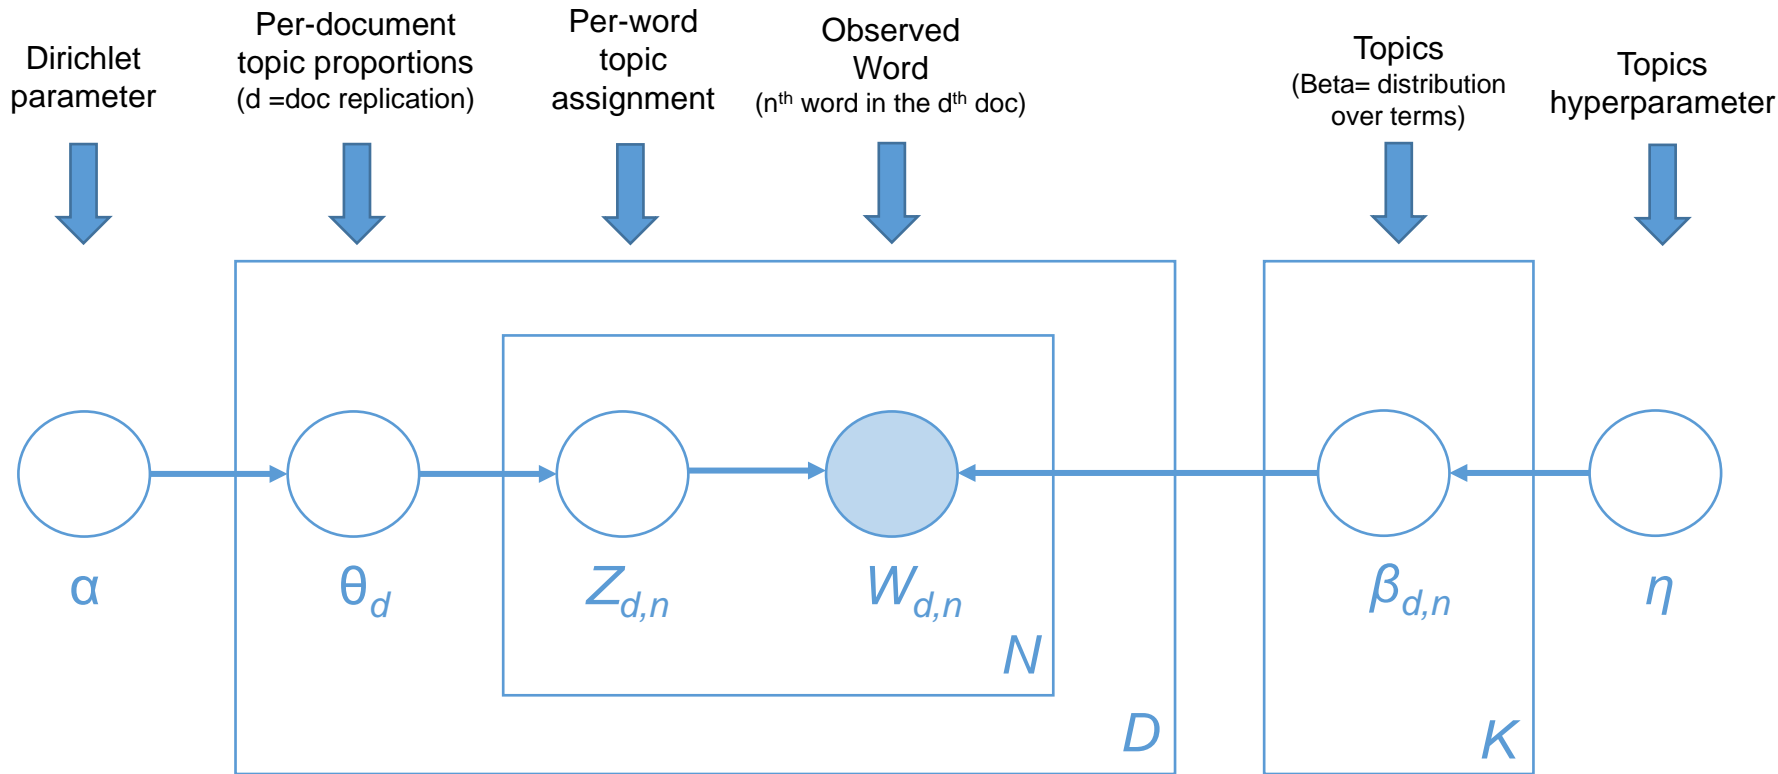 Dirichlet
parameter
Per-document
topic proportions
(d =doc replication)
Per-word
topic
assignment
Observed
Word
(nth word in the dth doc)
Topics
(Beta= distribution
over terms)
Topics
hyperparameter
α
θd
Zd,n
Wd,n
N
D
βd,n
K
η